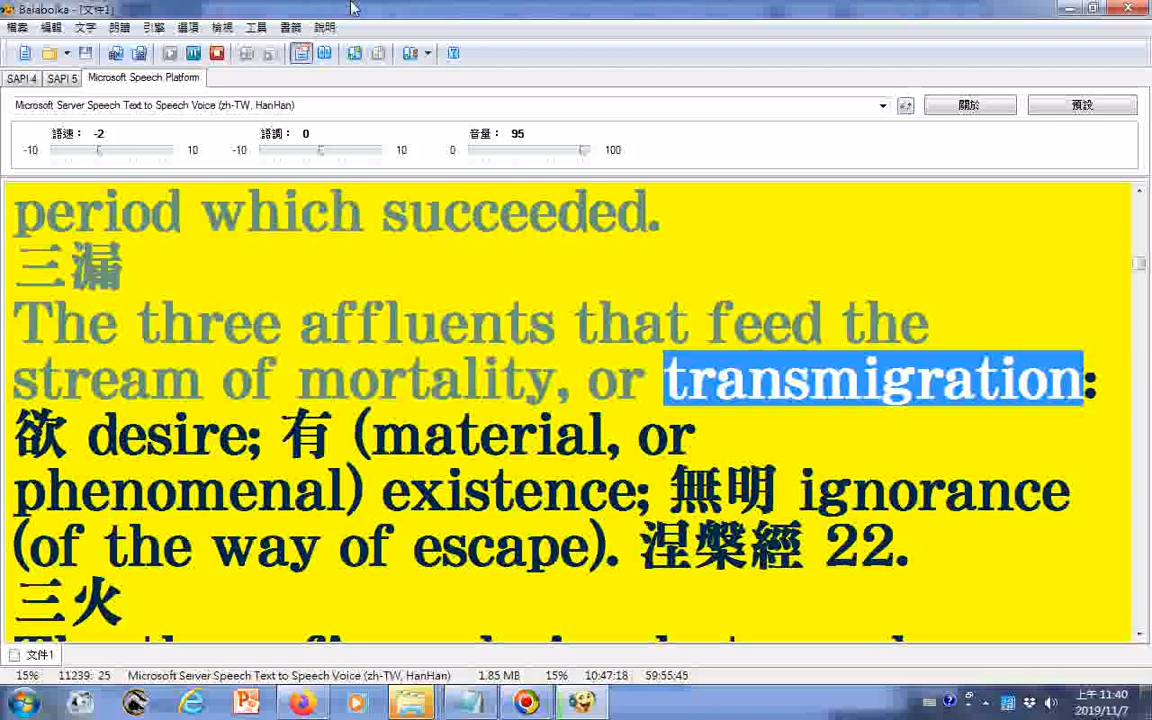 Balabolka - [文件1]
檔案 編輯 文字 朗讀 引擎 選項 檢視 工具 書籤 說明
SAPI 4 SAPI 5 Microsoft Speech Platform
Microsoft Server Speech Text to Speech Voice (zh-TW, HanHan) 關於 預設
語速： -2 語調： 0 音量： 95
-10 10 -10 10 0 100
period which succeeded.
三漏
The three affluents that feed the
stream of mortality, or transmigration:
欲 desire; 有 (material, or
phenomenal) existence; 無明 ignorance
(of the way of escape). 涅槃經 22.
三火
文件1
15% 11239: 25 Microsoft Server Speech Text to Speech Voice (zh-TW, HanHan) 1.85 MB 15% 10:47:18 59:55:45
上午 11:40
2019/11/7